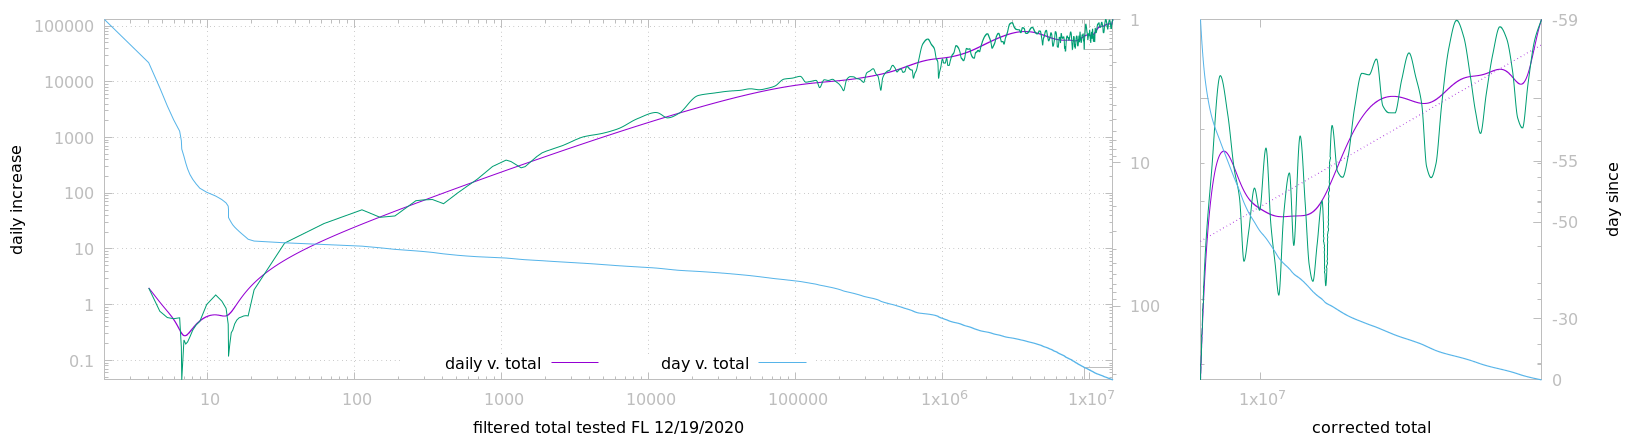 100000
10000
1000
100
10
1
0.1
daily increase
10
100
1000
10000
100000
1x10^6
1x10^7
filtered total tested FL 12/19/2020
daily v. total
day v. total
1
10
100
-59
-55
-50
-30
0
day since
1x10^7
corrected total